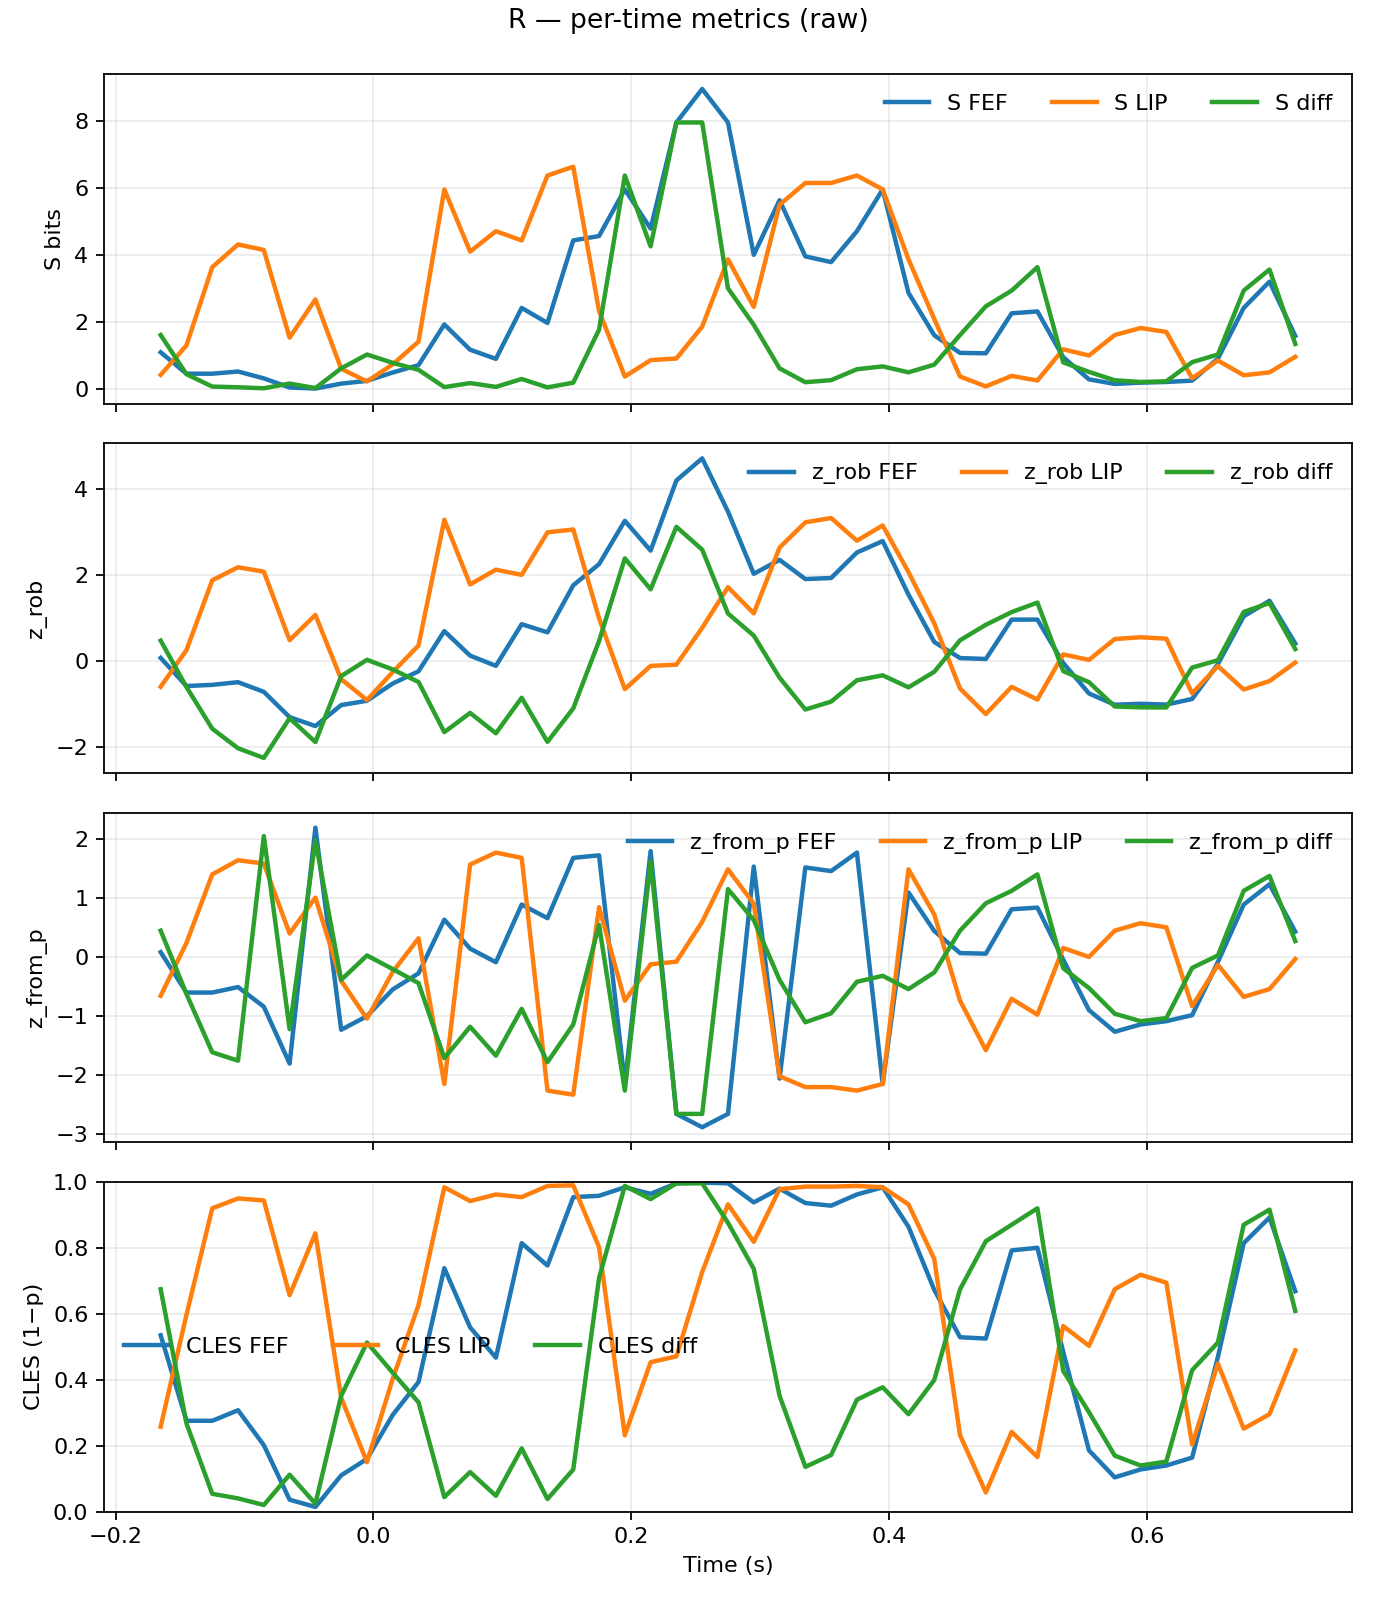 R — per-time metrics (raw)
S FEF S LIP S diff
8
6
4
2
0
S bits
z_rob FEF z_rob LIP z_rob diff
4
2
0
−2
z_rob
z_from_p FEF z_from_p LIP z_from_p diff
2
1
0
−1
−2
−3
z_from_p
1.0
0.8
0.6
CLES FEF CLES LIP CLES diff
0.4
0.2
0.0
CLES (1−p)
−0.2 0.0 0.2 0.4 0.6
Time (s)